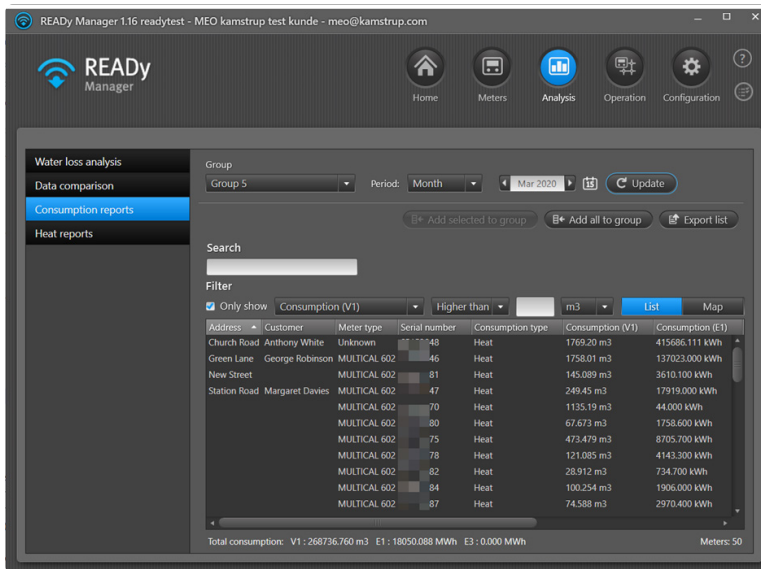 READy Manager 1.16 readytest - MEO kamstrup test kunde - meo@kamstrup.com
READy
Manager
Home Meters Analysis Operation Configuration
?
Water loss analysis
Data comparison
Consumption reports
Heat reports
Group
Group 5 Period: Month Mar 2020 15 Update
Add selected to group Add all to group Export list
Search
Filter
Only show Consumption (V1) Higher than m3 List Map
Address Customer Meter type Serial number Consumption type Consumption (V1) Consumption (E1)
Church Road Anthony White Unknown 48 Heat 1769.20 m3 415686.111 kWh
Green Lane George Robinson MULTICAL 602 46 Heat 1758.01 m3 137023.000 kWh
New Street MULTICAL 602 81 Heat 145.089 m3 3610.100 kWh
Station Road Margaret Davies MULTICAL 602 47 Heat 249.45 m3 17919.000 kWh
MULTICAL 602 70 Heat 1135.19 m3 44.000 kWh
MULTICAL 602 80 Heat 67.673 m3 1758.600 kWh
MULTICAL 602 75 Heat 473.479 m3 8705.700 kWh
MULTICAL 602 78 Heat 121.085 m3 4143.300 kWh
MULTICAL 602 82 Heat 28.912 m3 734.700 kWh
MULTICAL 602 84 Heat 100.254 m3 1906.000 kWh
MULTICAL 602 87 Heat 74.588 m3 2970.400 kWh
Total consumption: V1 : 268736.760 m3 E1 : 18050.088 MWh E3 : 0.000 MWh Meters: 50